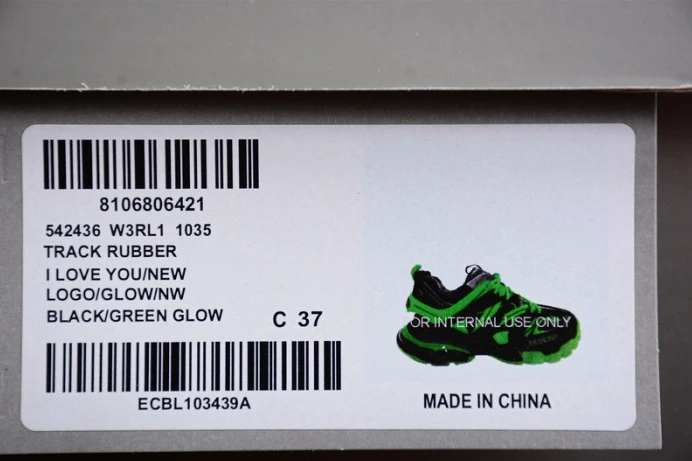 8106806421
542436 W3RL1 1035
TRACK RUBBER
I LOVE YOU/NEW
LOGO/GLOW/NW
BLACK/GREEN GLOW
C 37
ECBL103439A
OR INTERNAL USE ONLY
MADE IN CHINA